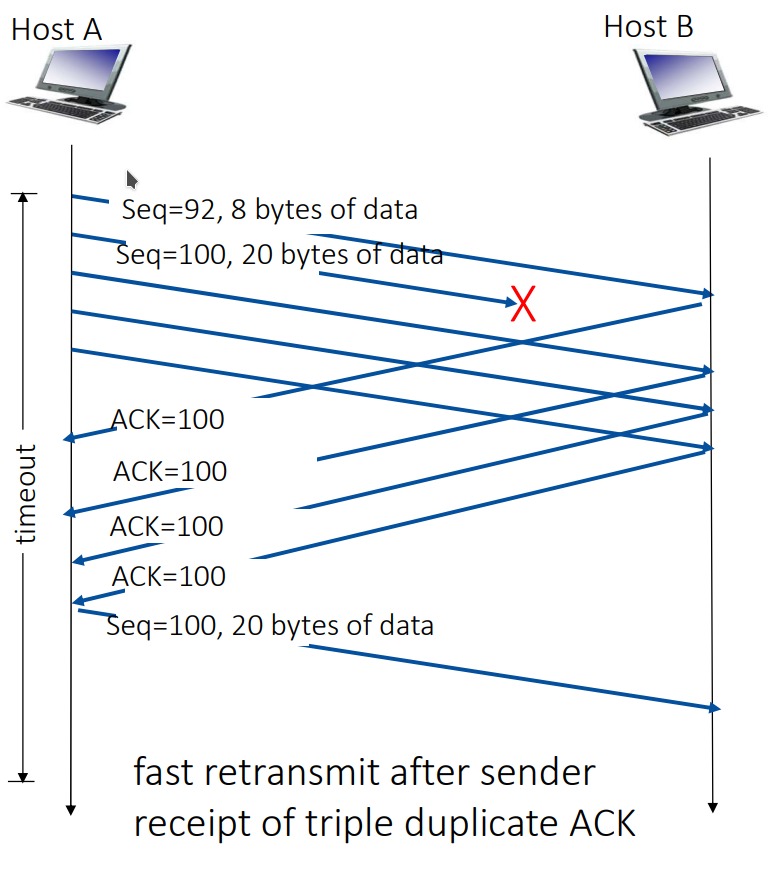 Host A
Host B
Seq=92, 8 bytes of data
Seq=100, 20 bytes of data
X
ACK=100
ACK=100
timeout
ACK=100
ACK=100
Seq=100, 20 bytes of data
fast retransmit after sender
receipt of triple duplicate ACK